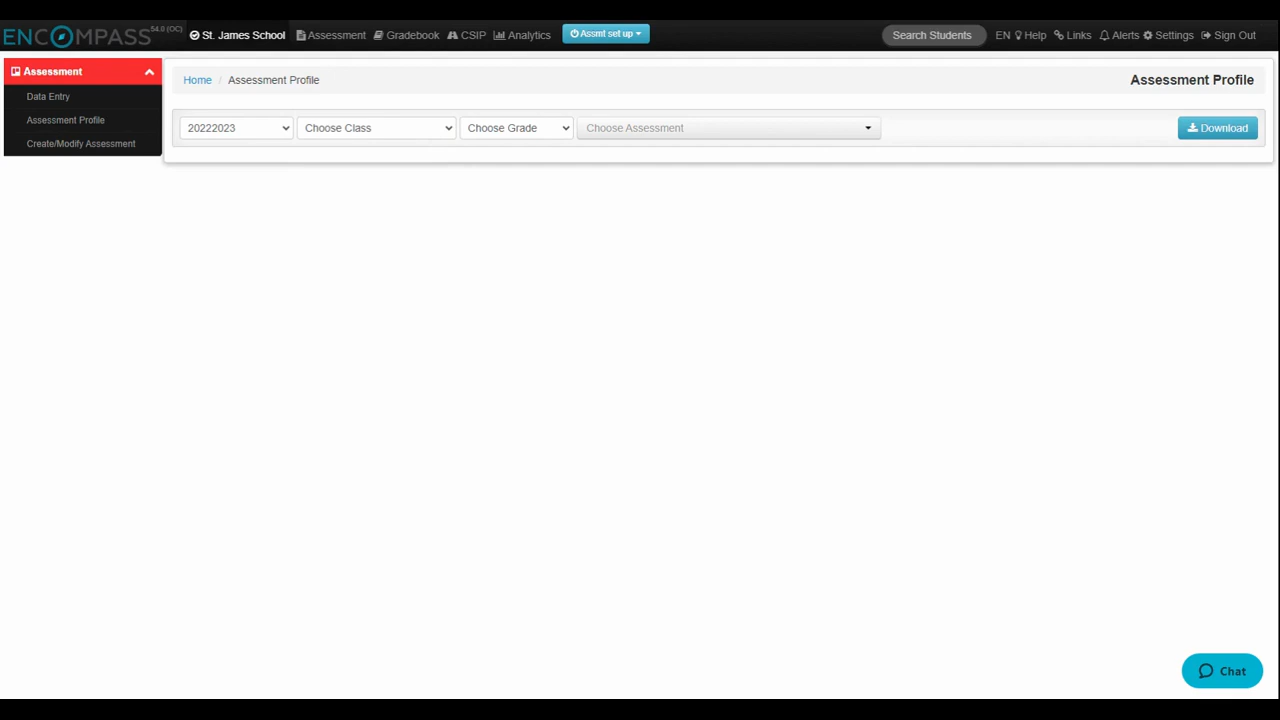 ENCOMPASS 54.0 (OC) St. James School Assessment Gradebook CSIP Analytics Assmt set up Search Students EN Help Links Alerts Settings Sign Out
Assessment
Data Entry
Assessment Profile
Create/Modify Assessment
Home / Assessment Profile Assessment Profile
20222023 Choose Class Choose Grade Choose Assessment Download
Chat